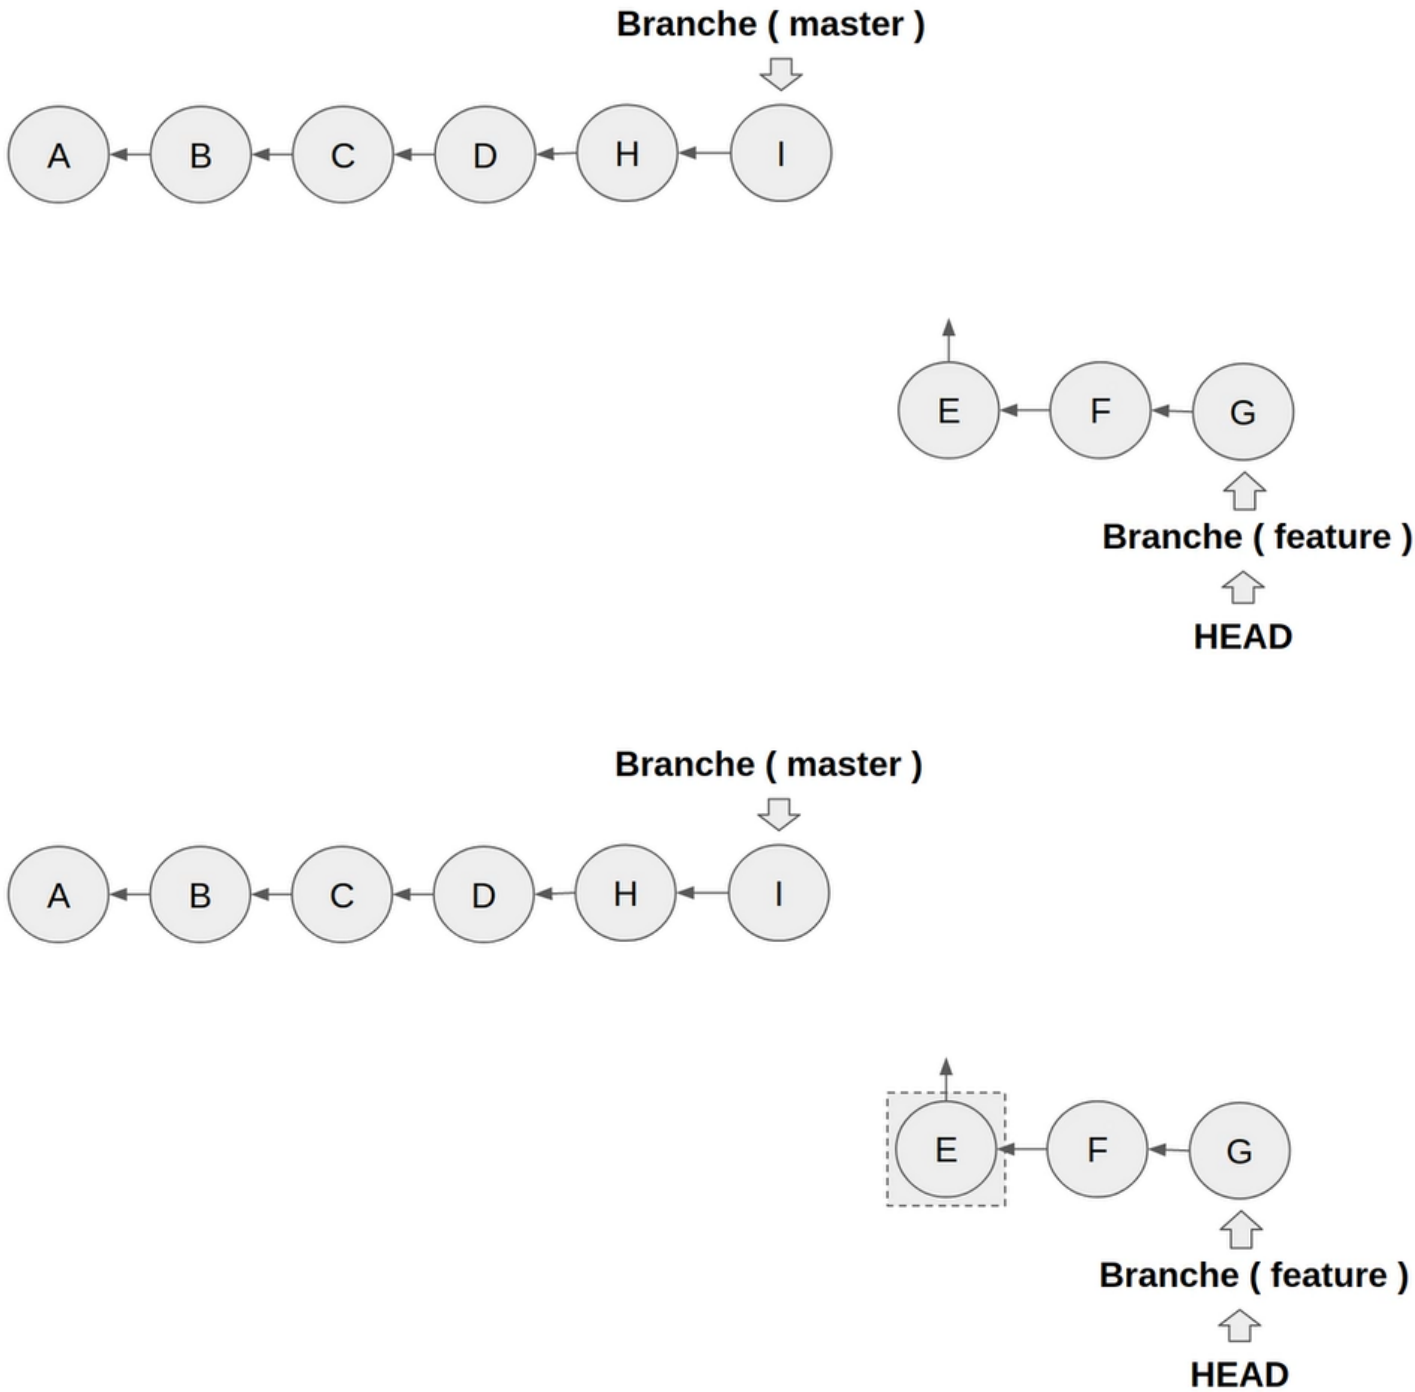 Branche ( master )
A B C D H I
E F G
Branche ( feature )
HEAD
Branche ( master )
A B C D H I
E F G
Branche ( feature )
HEAD